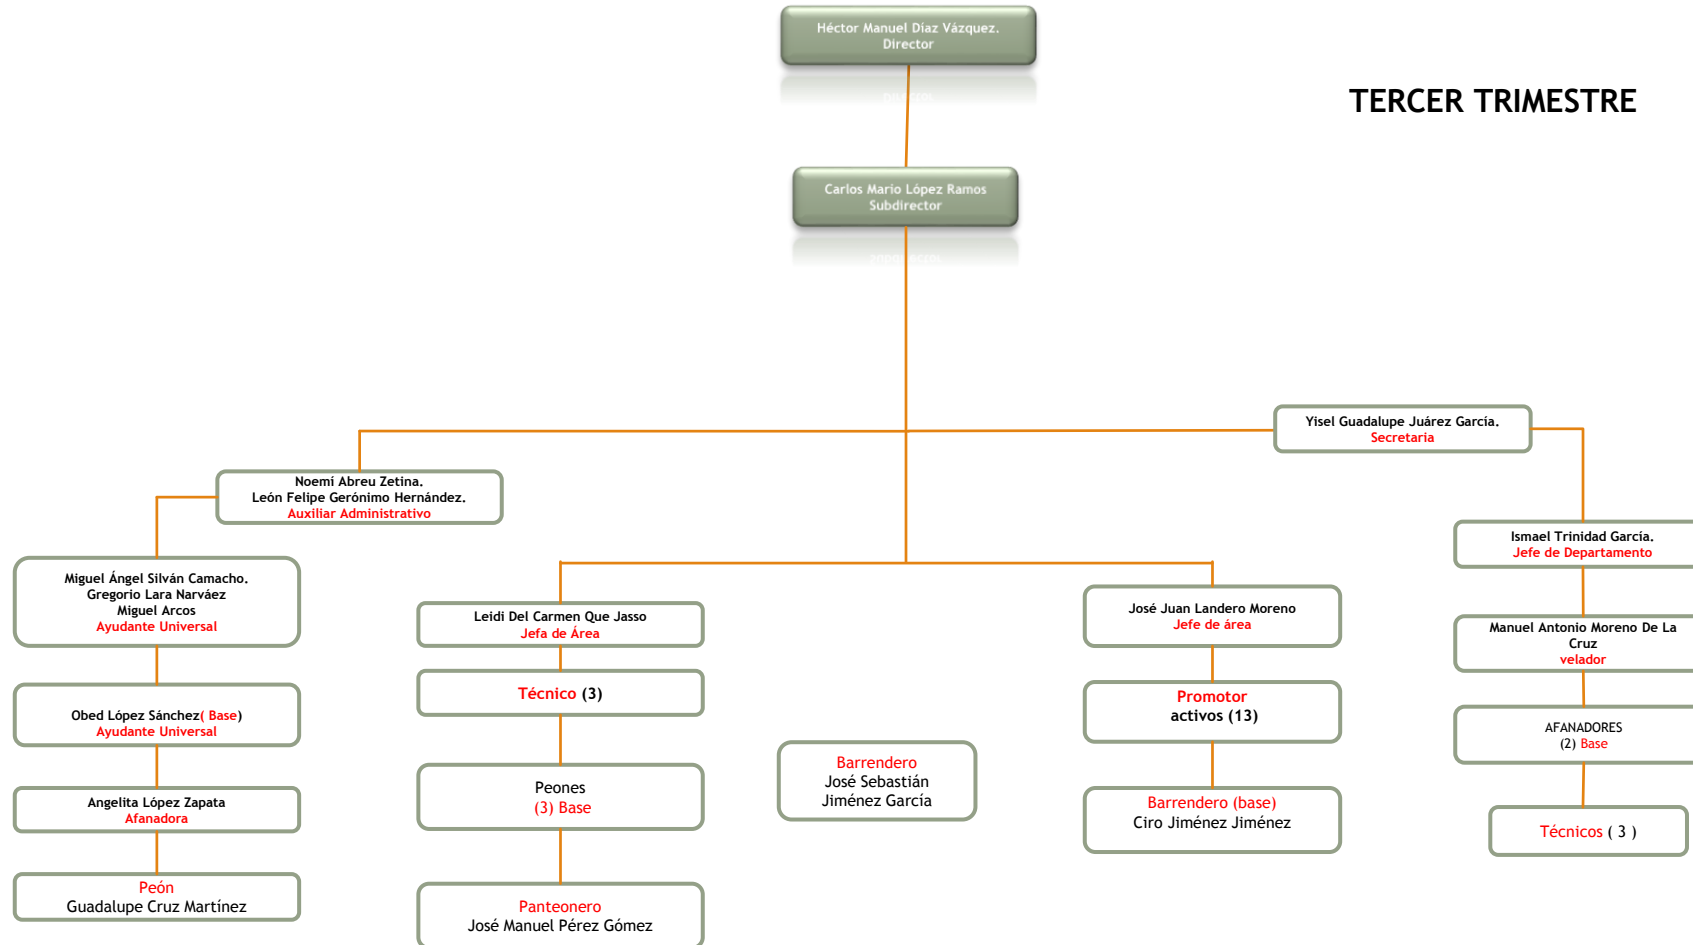 Héctor Manuel Díaz Vázquez.
Director
TERCER TRIMESTRE
Carlos Mario López Ramos
Subdirector
Yisel Guadalupe Juárez García.
Secretaria
Noemí Abreu Zetina.
León Felipe Gerónimo Hernández.
Auxiliar Administrativo
Miguel Ángel Silván Camacho.
Gregorio Lara Narváez
Miguel Arcos
Ayudante Universal
Obed López Sánchez( Base)
Ayudante Universal
Angelita López Zapata
Afanadora
Peón
Guadalupe Cruz Martínez
Leidi Del Carmen Que Jasso
Jefa de Área
Técnico (3)
Peones
(3) Base
Panteonero
José Manuel Pérez Gómez
Barrendero
José Sebastián
Jiménez García
José Juan Landero Moreno
Jefe de área
Promotor
activos (13)
Barrendero (base)
Ciro Jiménez Jiménez
Ismael Trinidad García.
Jefe de Departamento
Manuel Antonio Moreno De La
Cruz
velador
AFANADORES
(2) Base
Técnicos ( 3 )